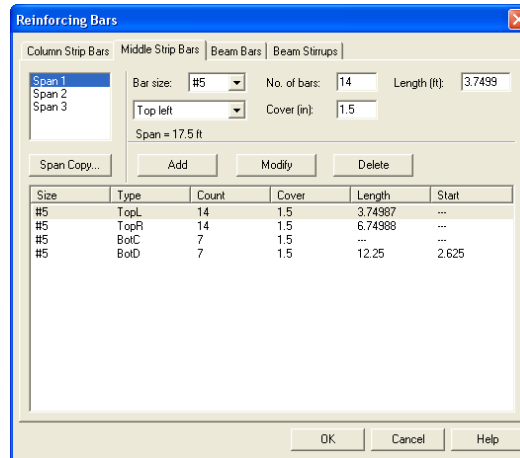 Reinforcing Bars
Column Strip Bars Middle Strip Bars Beam Bars Beam Stirrups
Span 1
Span 2
Span 3
Bar size: #5 No. of bars: 14 Length (ft): 3.7499
Top left Cover (in): 1.5
Span = 17.5 ft
Span Copy... Add Modify Delete
Size Type Count Cover Length Start
#5 TopL 14 1.5 3.74987 ---
#5 TopR 14 1.5 6.74988 ---
#5 BotC 7 1.5 --- ---
#5 BotD 7 1.5 12.25 2.625
OK Cancel Help